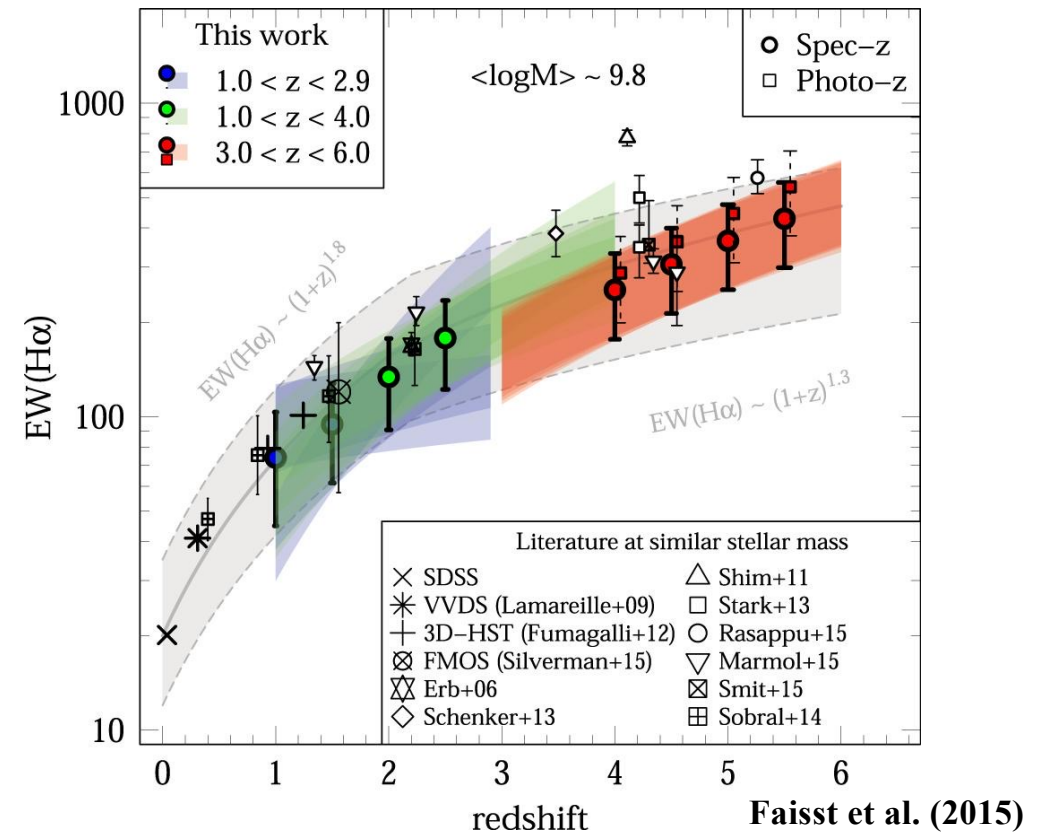 This work
1.0 < z < 2.9
1.0 < z < 4.0
3.0 < z < 6.0
<logM> ~ 9.8
Spec−z
Photo−z
1000
100
10
EW(Hα)
EW(Hα) ~ (1+z)^1.8
EW(Hα) ~ (1+z)^1.3
Literature at similar stellar mass
SDSS
VVDS (Lamareille+09)
3D−HST (Fumagalli+12)
FMOS (Silverman+15)
Erb+06
Schenker+13
Shim+11
Stark+13
Rasappu+15
Marmol+15
Smit+15
Sobral+14
0 1 2 3 4 5 6
redshift
Faisst et al. (2015)